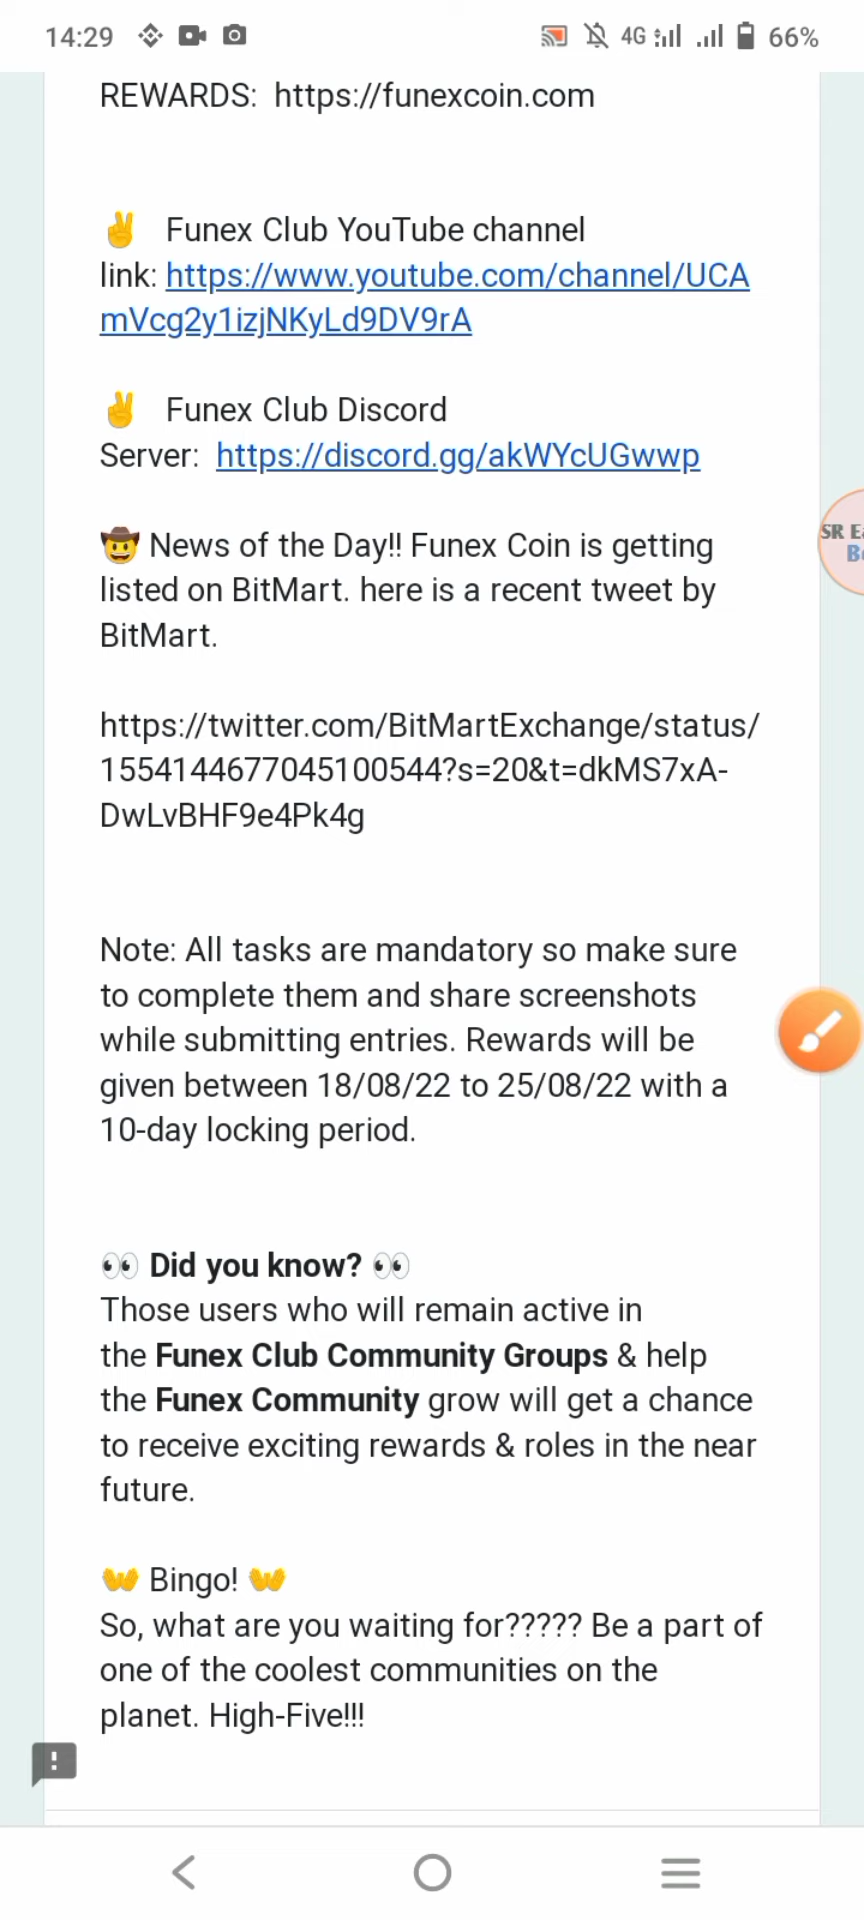 14:29
4G
66%
REWARDS: https://funexcoin.com
✌️ Funex Club YouTube channel
link: https://www.youtube.com/channel/UCA
mVcg2y1izjNKyLd9DV9rA
✌️ Funex Club Discord
Server: https://discord.gg/akWYcUGwwp
🤠 News of the Day!! Funex Coin is getting
listed on BitMart. here is a recent tweet by
BitMart.
https://twitter.com/BitMartExchange/status/
1554144677045100544?s=20&t=dkMS7xA-
DwLvBHF9e4Pk4g
Note: All tasks are mandatory so make sure
to complete them and share screenshots
while submitting entries. Rewards will be
given between 18/08/22 to 25/08/22 with a
10-day locking period.
👀 Did you know? 👀
Those users who will remain active in
the Funex Club Community Groups & help
the Funex Community grow will get a chance
to receive exciting rewards & roles in the near
future.
👐 Bingo! 👐
So, what are you waiting for????? Be a part of
one of the coolest communities on the
planet. High-Five!!!
SR